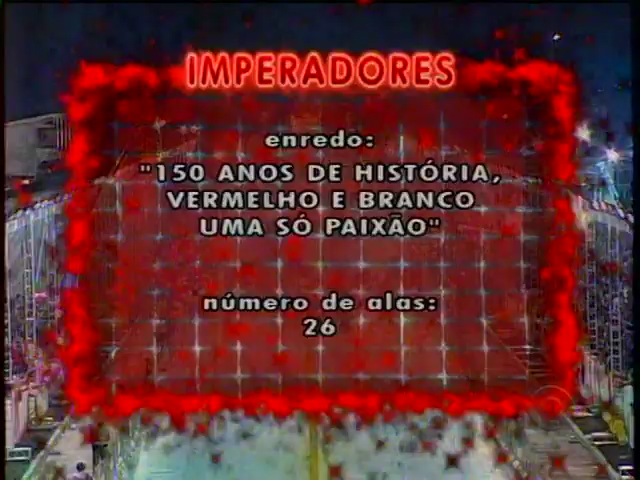 IMPERADORES
enredo:
"150 ANOS DE HISTÓRIA,
VERMELHO E BRANCO
UMA SÓ PAIXÃO"
número de alas:
26